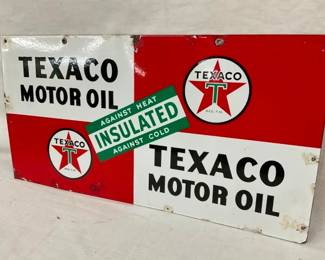 TEXACO
MOTOR OIL
TEXACO
T
AGAINST HEAT
INSULATED
AGAINST COLD
TEXACO
T
TEXACO
MOTOR OIL